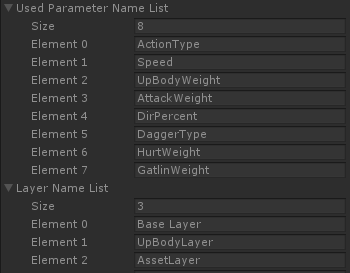 Used Parameter Name List
Size 8
Element 0 ActionType
Element 1 Speed
Element 2 UpBodyWeight
Element 3 AttackWeight
Element 4 DirPercent
Element 5 DaggerType
Element 6 HurtWeight
Element 7 GatlinWeight
Layer Name List
Size 3
Element 0 Base Layer
Element 1 UpBodyLayer
Element 2 AssetLayer